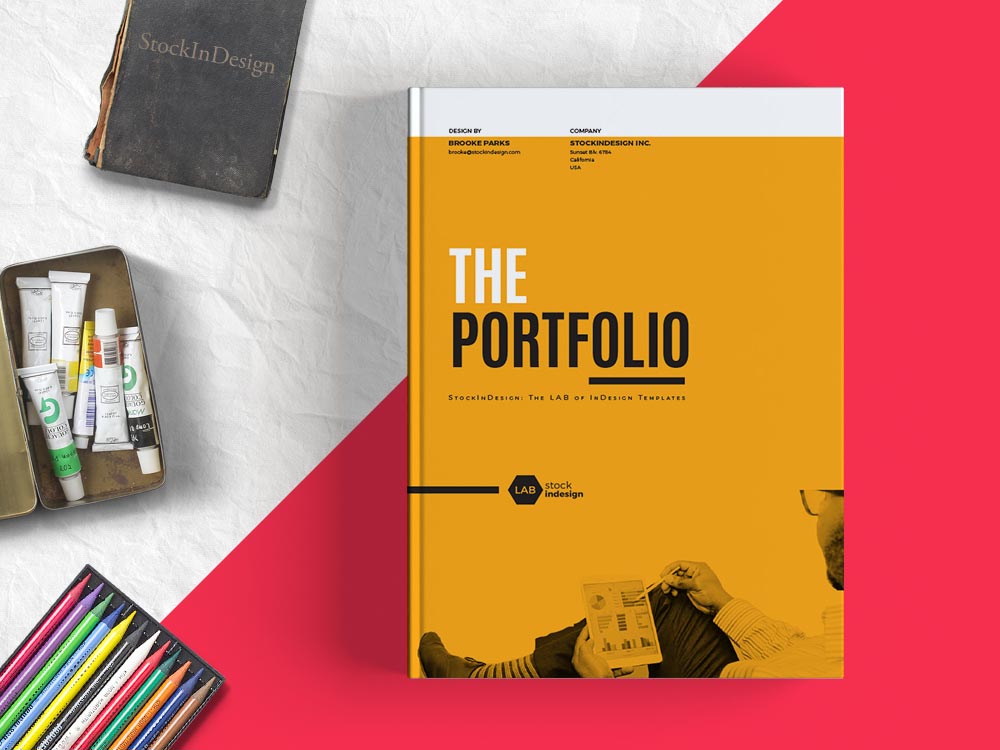 StockInDesign
DESIGN BY
BROOKE PARKS
brooke@stockindesign.com
COMPANY
STOCKINDESIGN INC.
Sunset Blv. 6784
California
USA
THE
PORTFOLIO
StockInDesign: The LAB of InDesign Templates
LAB
stock
indesign
G